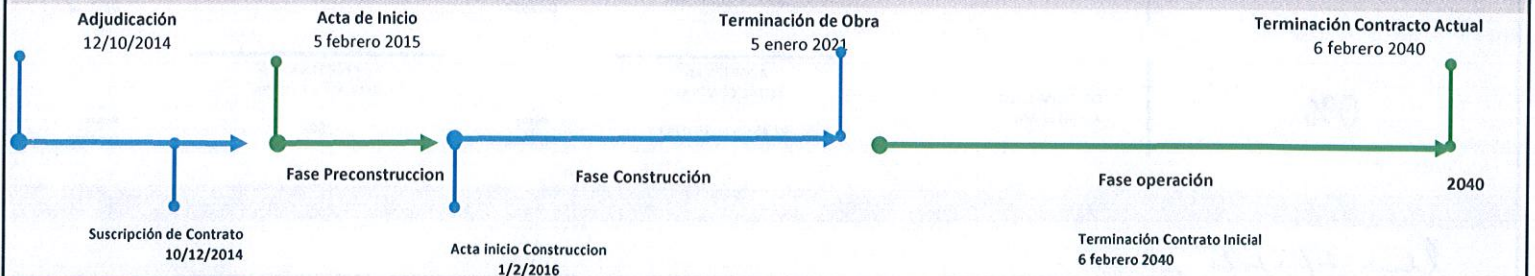 Adjudicación
12/10/2014
Acta de Inicio
5 febrero 2015
Terminación de Obra
5 enero 2021
Terminación Contracto Actual
6 febrero 2040
Fase Preconstruccion
Fase Construcción
Fase operación
2040
Suscripción de Contrato
10/12/2014
Acta inicio Construccion
1/2/2016
Terminación Contrato Inicial
6 febrero 2040